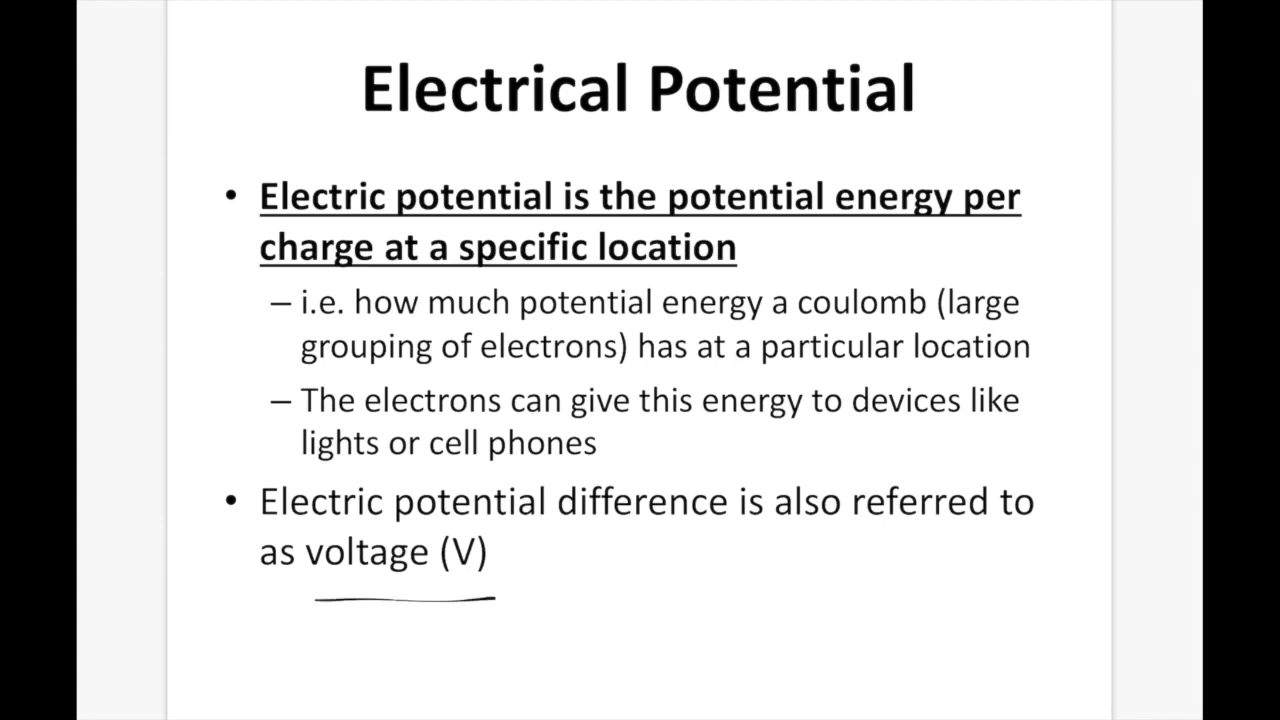 Electrical Potential
• Electric potential is the potential energy per
charge at a specific location
– i.e. how much potential energy a coulomb (large
grouping of electrons) has at a particular location
– The electrons can give this energy to devices like
lights or cell phones
• Electric potential difference is also referred to
as voltage (V)